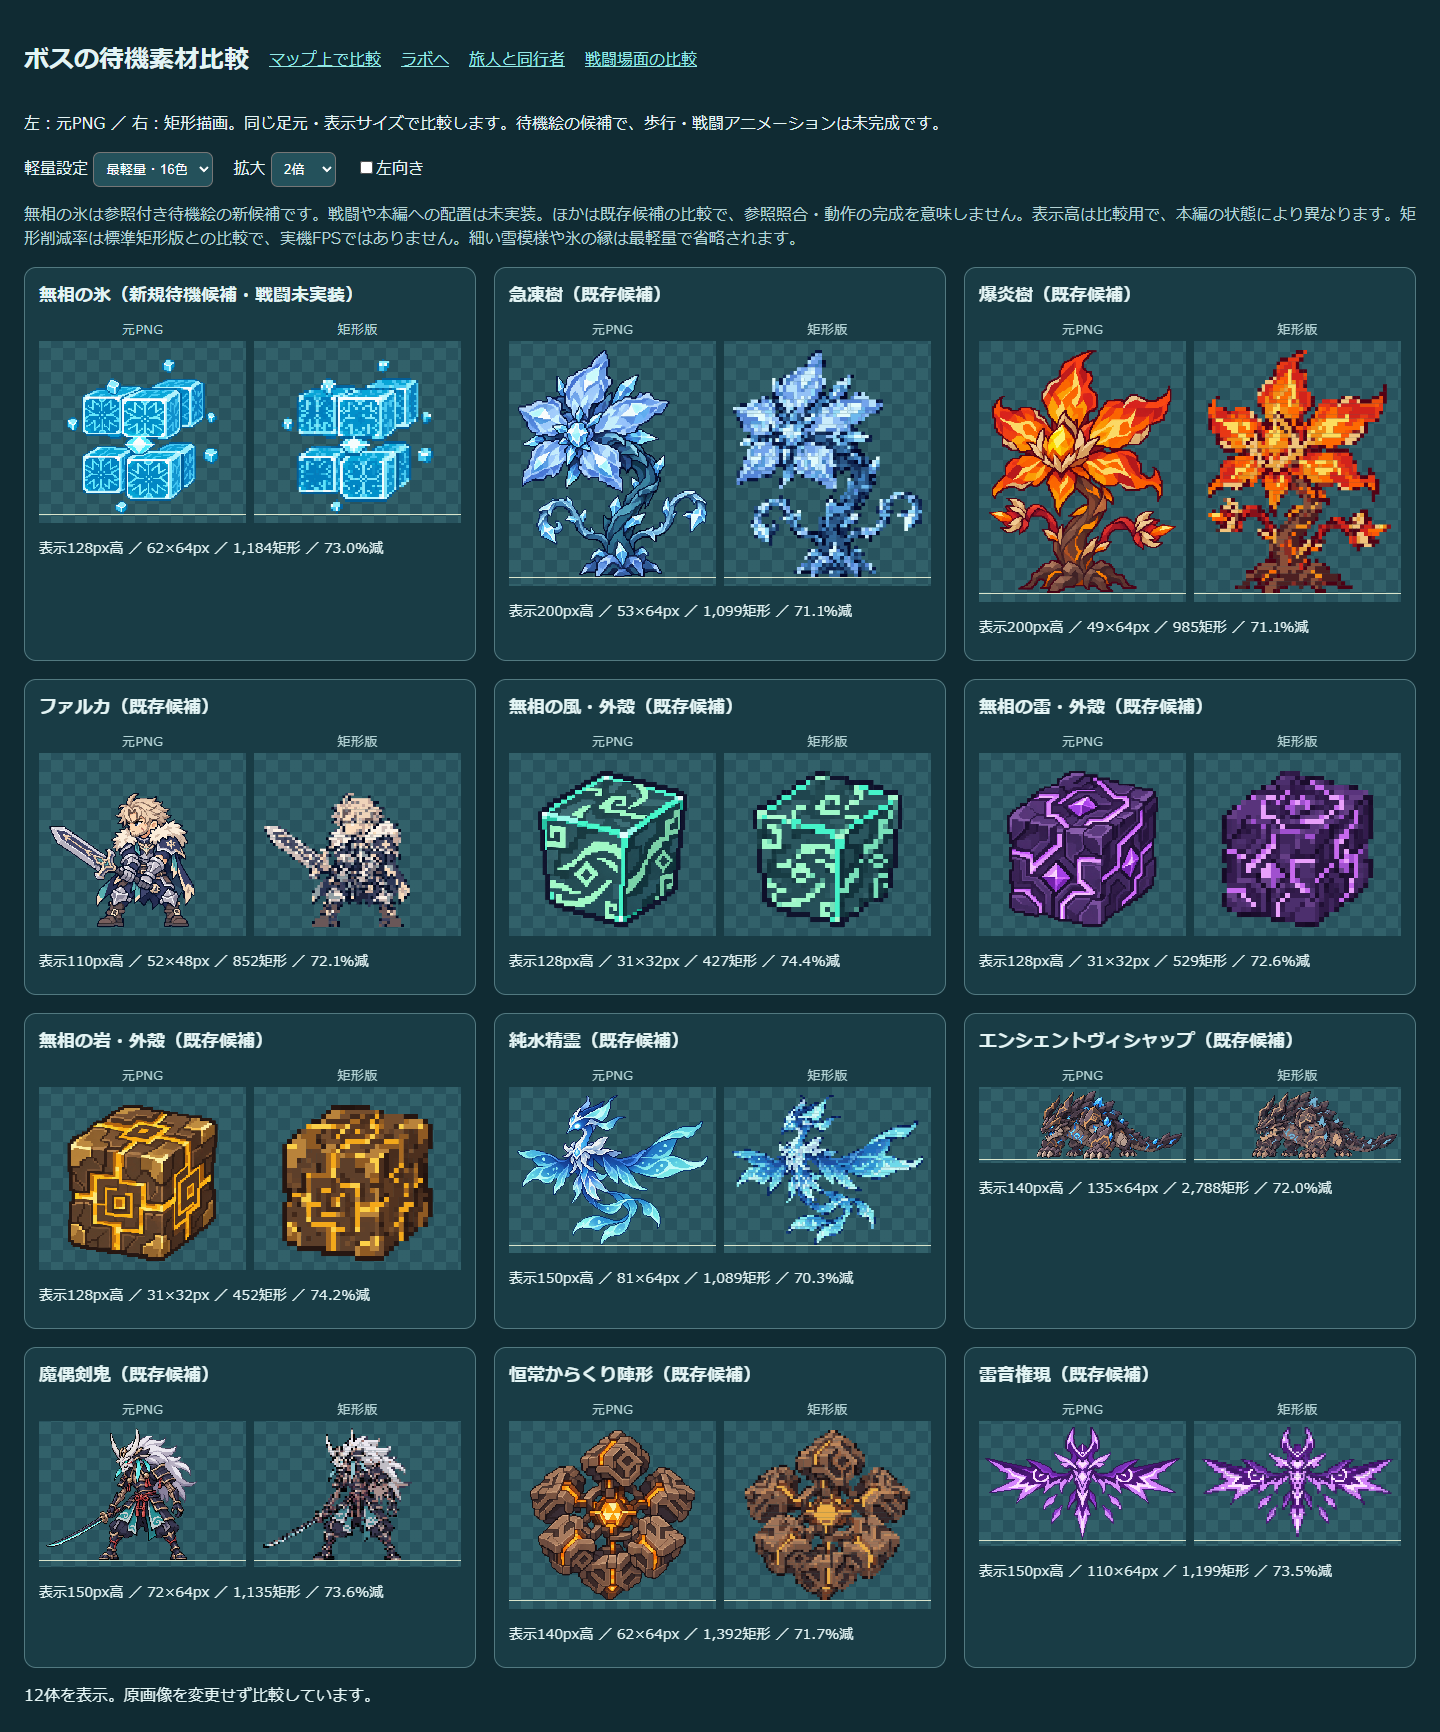 ボスの待機素材比較 マップ上で比較 ラボへ 旅人と同行者 戦闘場面の比較
左：元PNG ／ 右：矩形描画。同じ足元・表示サイズで比較します。待機絵の候補で、歩行・戦闘アニメーションは未完成です。
軽量設定 最軽量・16色 拡大 2倍 左向き
無相の氷は参照付き待機絵の新候補です。戦闘や本編への配置は未実装。ほかは既存候補の比較で、参照照合・動作の完成を意味しません。表示高は比較用で、本編の状態により異なります。矩
形削減率は標準矩形版との比較で、実機FPSではありません。細い雪模様や氷の縁は最軽量で省略されます。
無相の氷（新規待機候補・戦闘未実装）
元PNG 矩形版
表示128px高 ／ 62×64px ／ 1,184矩形 ／ 73.0%減
急凍樹（既存候補）
元PNG 矩形版
表示200px高 ／ 53×64px ／ 1,099矩形 ／ 71.1%減
爆炎樹（既存候補）
元PNG 矩形版
表示200px高 ／ 49×64px ／ 985矩形 ／ 71.1%減
ファルカ（既存候補）
元PNG 矩形版
表示110px高 ／ 52×48px ／ 852矩形 ／ 72.1%減
無相の風・外殻（既存候補）
元PNG 矩形版
表示128px高 ／ 31×32px ／ 427矩形 ／ 74.4%減
無相の雷・外殻（既存候補）
元PNG 矩形版
表示128px高 ／ 31×32px ／ 529矩形 ／ 72.6%減
無相の岩・外殻（既存候補）
元PNG 矩形版
表示128px高 ／ 31×32px ／ 452矩形 ／ 74.2%減
純水精霊（既存候補）
元PNG 矩形版
表示150px高 ／ 81×64px ／ 1,089矩形 ／ 70.3%減
エンシェントヴィシャップ（既存候補）
元PNG 矩形版
表示140px高 ／ 135×64px ／ 2,788矩形 ／ 72.0%減
魔偶剣鬼（既存候補）
元PNG 矩形版
表示150px高 ／ 72×64px ／ 1,135矩形 ／ 73.6%減
恒常からくり陣形（既存候補）
元PNG 矩形版
表示140px高 ／ 62×64px ／ 1,392矩形 ／ 71.7%減
雷音権現（既存候補）
元PNG 矩形版
表示150px高 ／ 110×64px ／ 1,199矩形 ／ 73.5%減
12体を表示。原画像を変更せず比較しています。